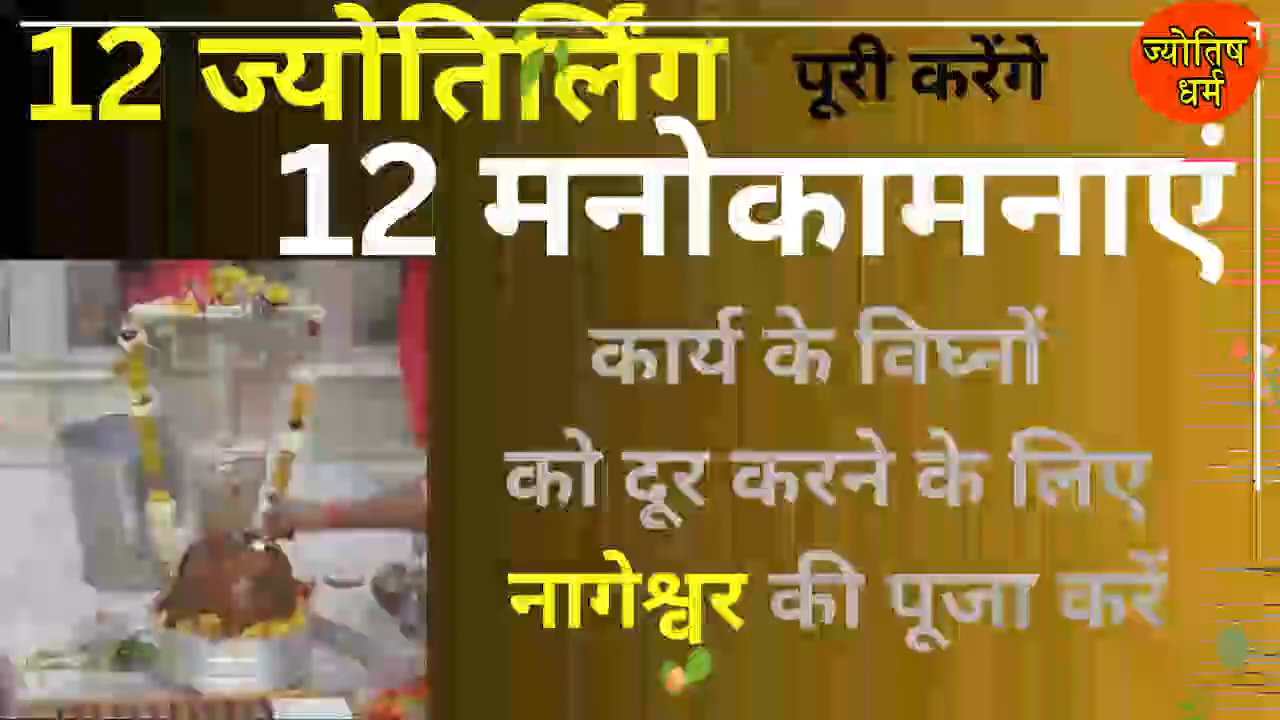 12 ज्योतिर्लिंग पूरी करेंगे
ज्योतिष
धर्म
12 मनोकामनाएं
कार्य के विघ्नों
को दूर करने के लिए
नागेश्वर की पूजा करें